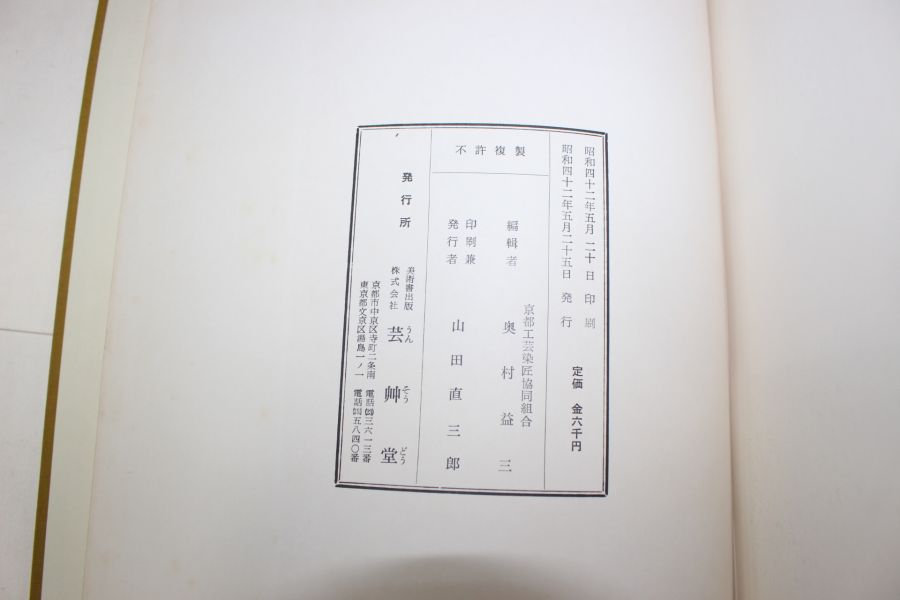 昭和四十二年五月二十日 印刷
昭和四十二年五月二十五日 発行
定価 金六千円
不許複製
京都工芸染匠協同組合
編輯者 奥村益三
印刷兼
発行者 山田直三郎
発行所
美術書出版
株式会社 芸艸堂
うんそうどう
京都市中京区寺町二条南 電話 三六一三番
東京都文京区湯島一ノ一 電話 五八四〇番